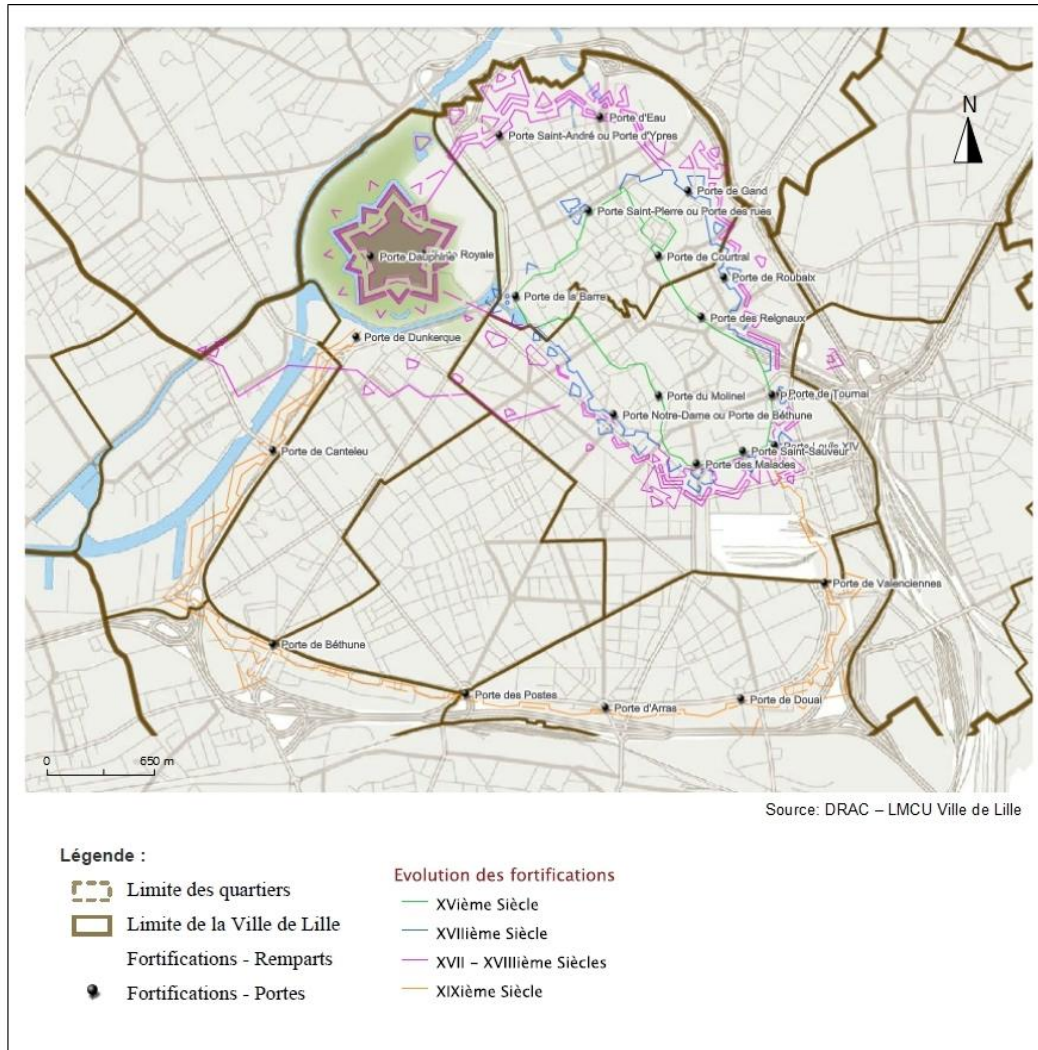 N
Porte d'Eau
Porte Saint-André ou Porte d'Ypres
Porte de Gand
Porte Saint-Pierre ou Porte des rues
Porte Dauphine
Royale
Porte de Courtrai
Porte de Roubaix
Porte de la Barre
Porte des Reignaux
Porte de Dunkerque
Porte du Molinel
Porte de Tournai
Porte Notre-Dame ou Porte de Béthune
Porte Louis XIV
Porte de Canteleu
Porte Saint-Sauveur
Porte des Malades
Porte de Valenciennes
Porte de Béthune
Porte des Postes
Porte d'Arras
Porte de Douai
0 650 m
Source: DRAC – LMCU Ville de Lille
Légende :
Limite des quartiers
Limite de la Ville de Lille
Fortifications - Remparts
Fortifications - Portes
Evolution des fortifications
XVième Siècle
XVIIième Siècle
XVII - XVIIIième Siècles
XIXième Siècle